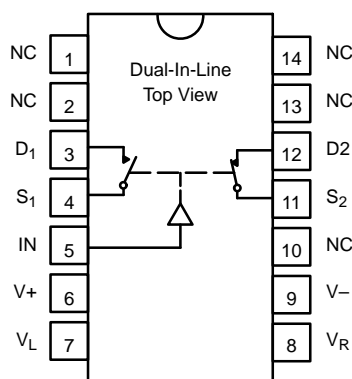 Dual-In-Line
Top View
NC 1 14 NC
NC 2 13 NC
D1 3 12 D2
S1 4 11 S2
IN 5 10 NC
V+ 6 9 V−
VL 7 8 VR